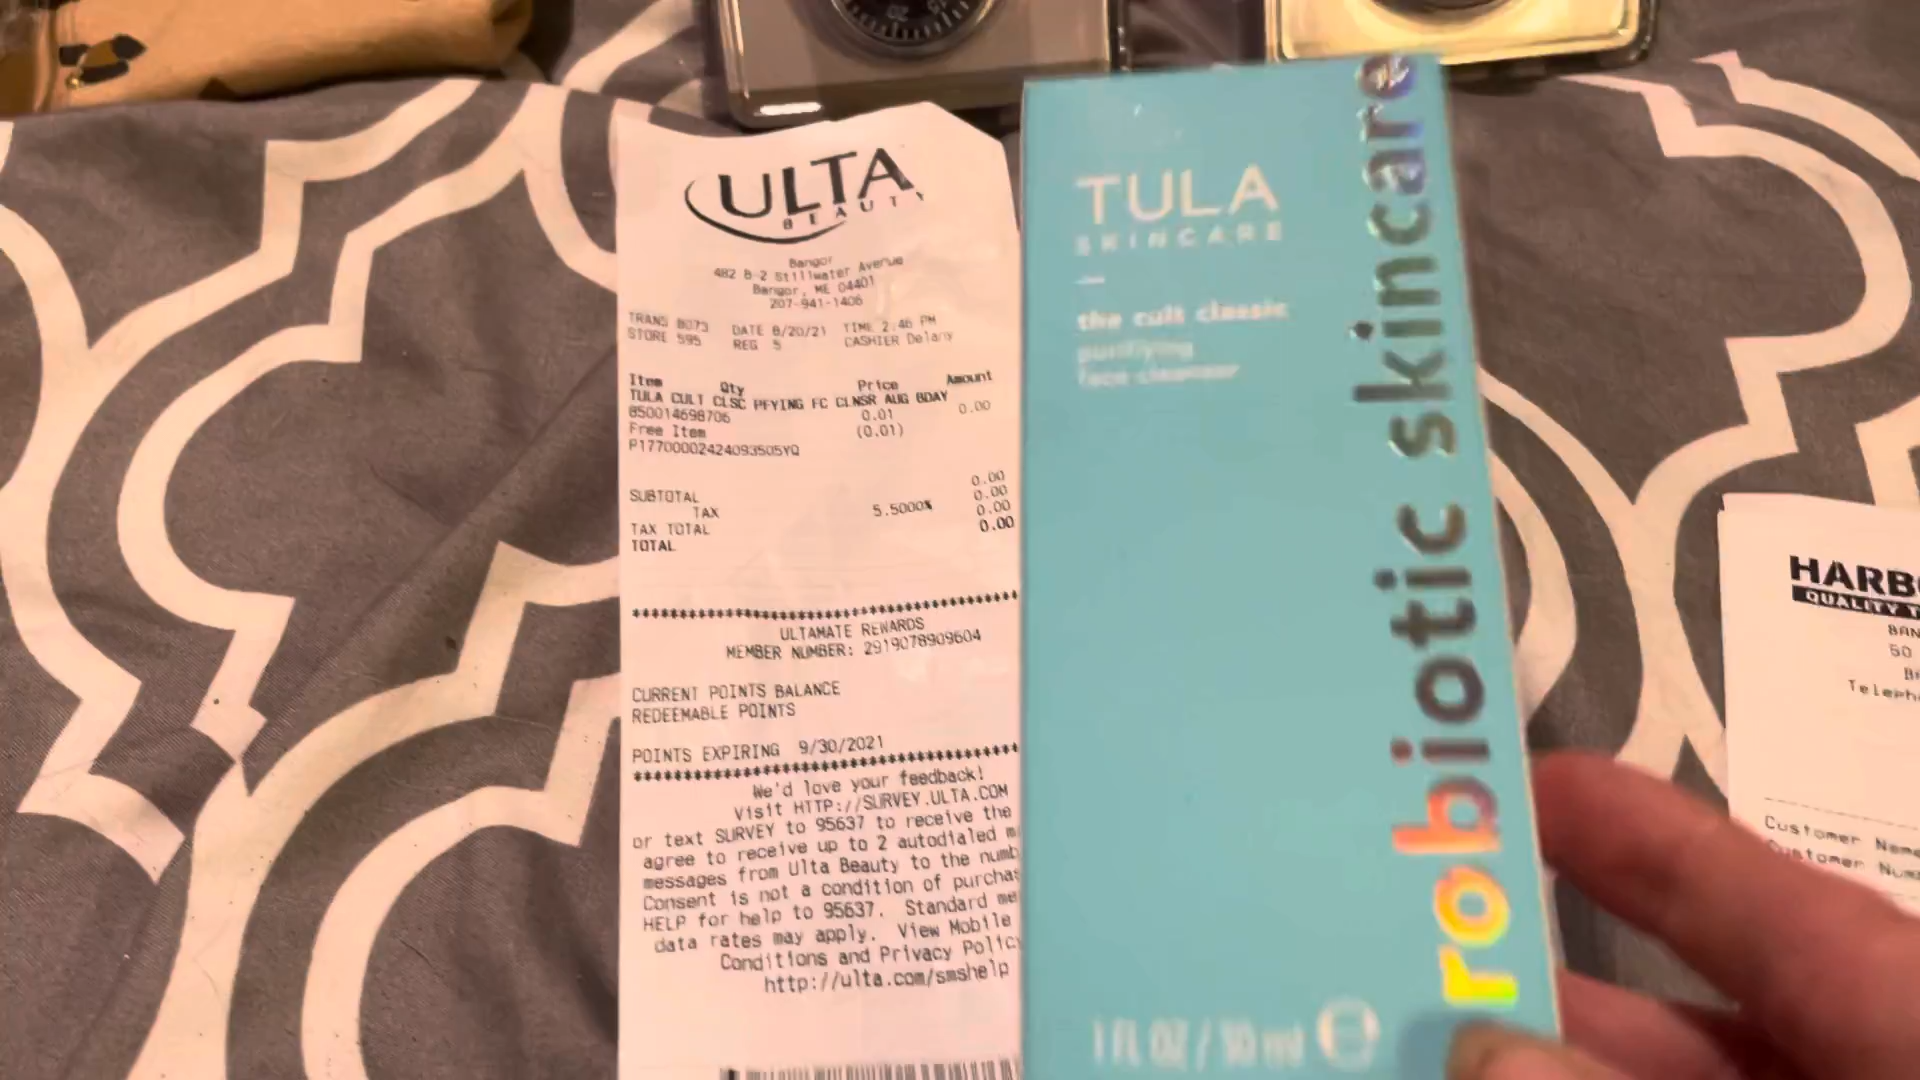 ULTA
BEAUTY
Bangor
482 B-2 Stillwater Avenue
Bangor, ME 04401
207-941-1406
TRANS 8073 DATE 8/20/21 TIME 2:46 PM
STORE 595 REG 5 CASHIER Delany
Item Qty Price Amount
TULA CULT CLSC PFYING FC CLNSR AUG BDAY
850014698706 0.01 0.00
Free Item (0.01)
P17700002424093505YQ
SUBTOTAL 0.00
TAX 5.5000% 0.00
TAX TOTAL 0.00
TOTAL 0.00
ULTAMATE REWARDS
MEMBER NUMBER: 2919078909604
CURRENT POINTS BALANCE
REDEEMABLE POINTS
POINTS EXPIRING 9/30/2021
We'd love your feedback!
Visit HTTP://SURVEY.ULTA.COM
or text SURVEY to 95637 to receive the
agree to receive up to 2 autodialed m
messages from Ulta Beauty to the numb
Consent is not a condition of purchas
HELP for help to 95637. Standard me
data rates may apply. View Mobile
Conditions and Privacy Policy
http://ulta.com/smshelp
TULA
SKINCARE
the cult classic
purifying
face cleanser
1 FL OZ / 30 ml
robiotic skincare
HARBO
QUALITY T
BAN
50
B
Teleph
Customer Name
Customer Num